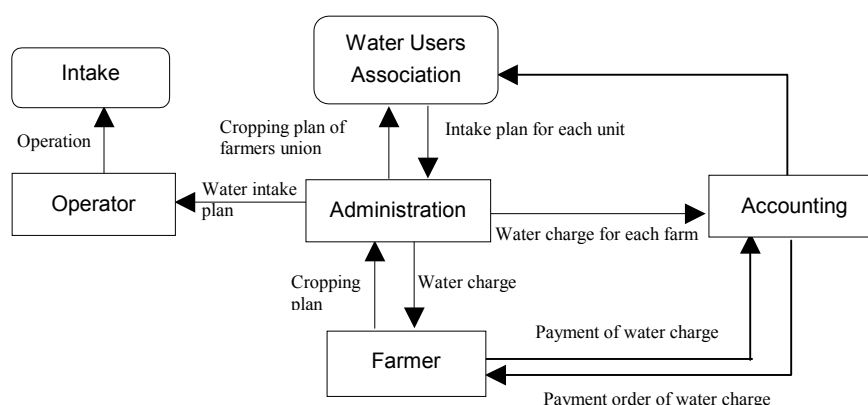 Water Users
Association
Intake
Operation
Cropping plan of
farmers union
Intake plan for each unit
Operator
Water intake
plan
Administration
Accounting
Water charge for each farm
Cropping
plan
Water charge
Payment of water charge
Farmer
Payment order of water charge